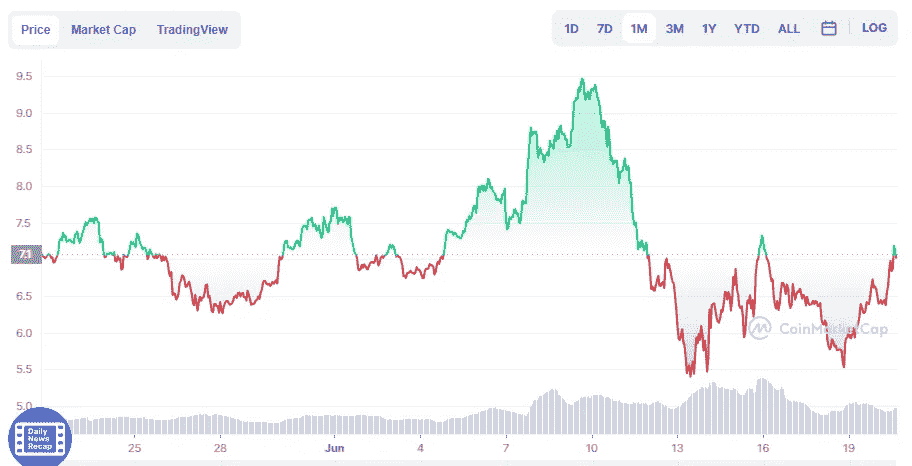 Price Market Cap TradingView
1D 7D 1M 3M 1Y YTD ALL LOG
9.5
9.0
8.5
8.0
7.5
6.5
6.0
5.5
5.0
CoinMarketCap
Daily
News
Recap
25 28 Jun 4 7 10 13 16 19